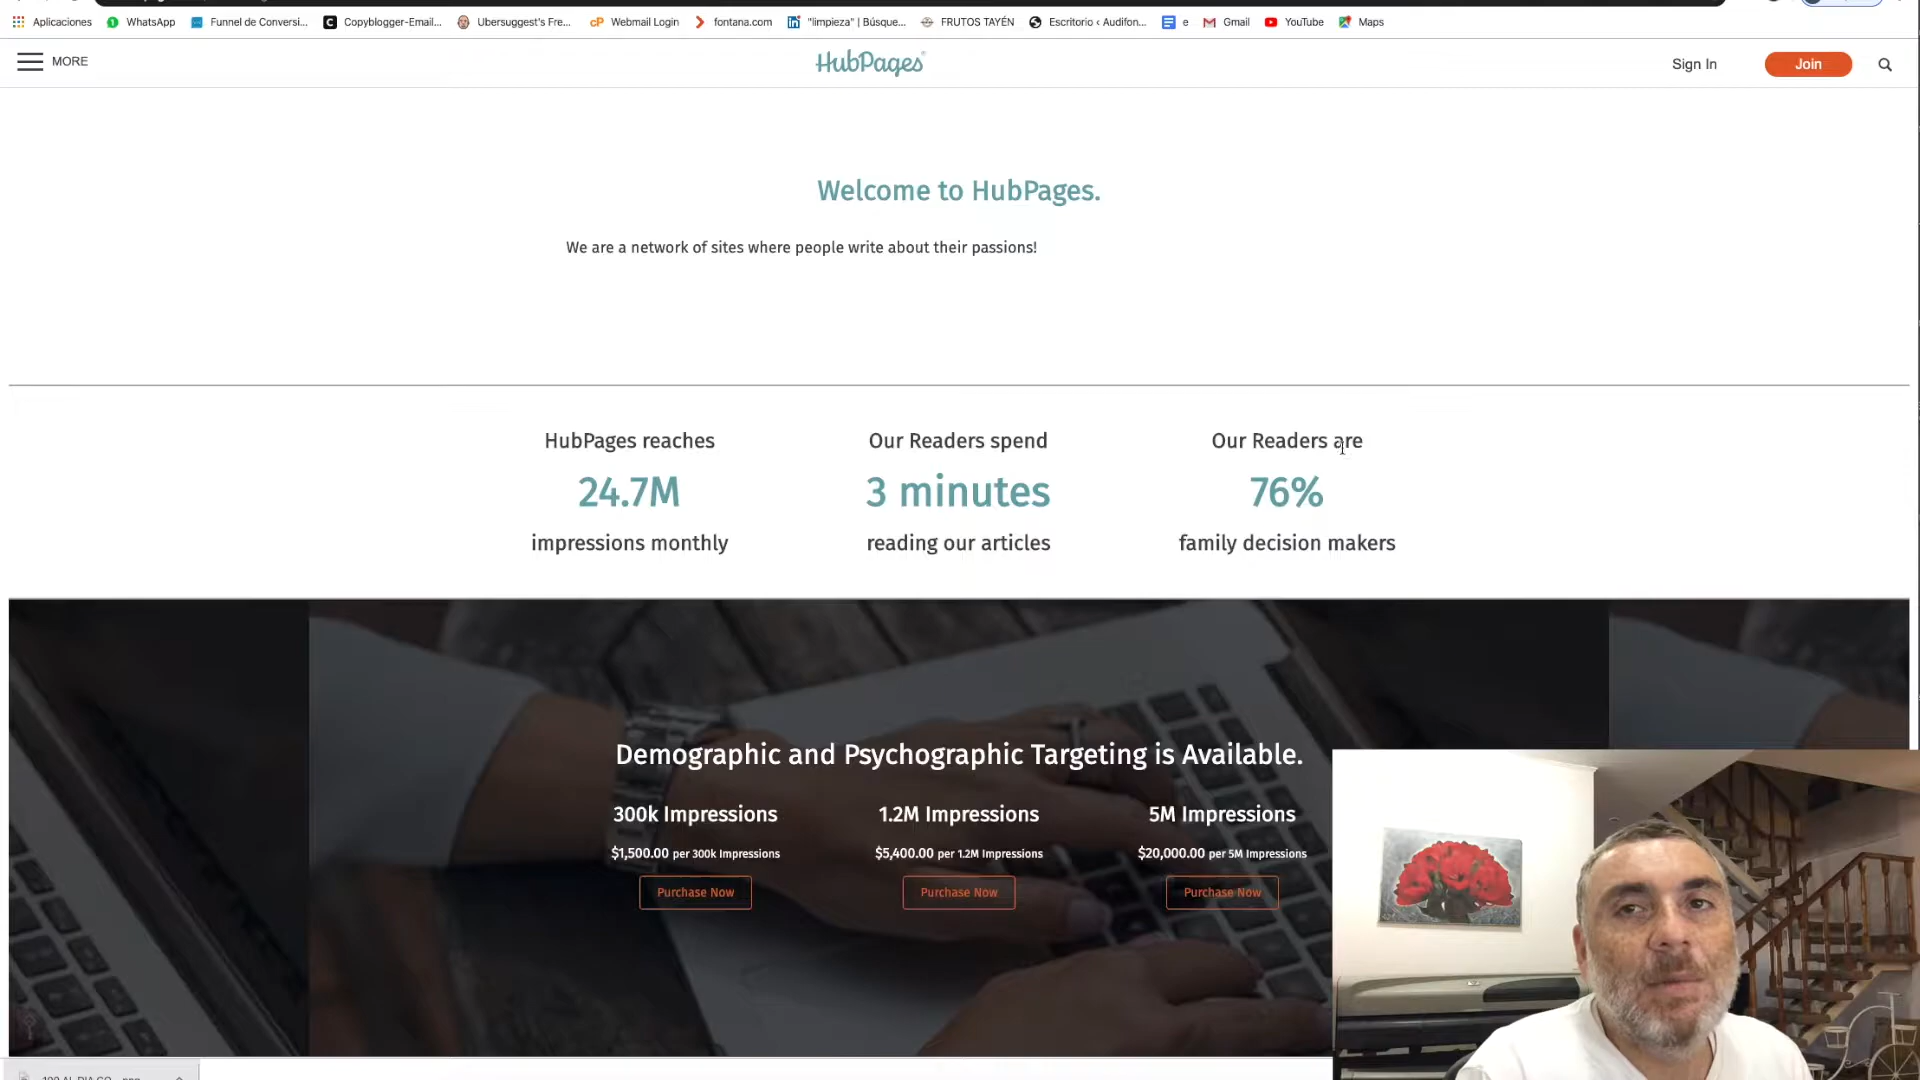 Aplicaciones WhatsApp Funnel de Conversi... Copyblogger-Email... Ubersuggest's Fre... Webmail Login fontana.com "limpieza" | Búsque... FRUTOS TAYÉN Escritorio ‹ Audifon... e Gmail YouTube Maps
MORE HubPages Sign In Join
Welcome to HubPages.
We are a network of sites where people write about their passions!
HubPages reaches Our Readers spend Our Readers are
24.7M 3 minutes 76%
impressions monthly reading our articles family decision makers
Demographic and Psychographic Targeting is Available.
300k Impressions 1.2M Impressions 5M Impressions
$1,500.00 per 300k Impressions $5,400.00 per 1.2M Impressions $20,000.00 per 5M Impressions
Purchase Now Purchase Now Purchase Now